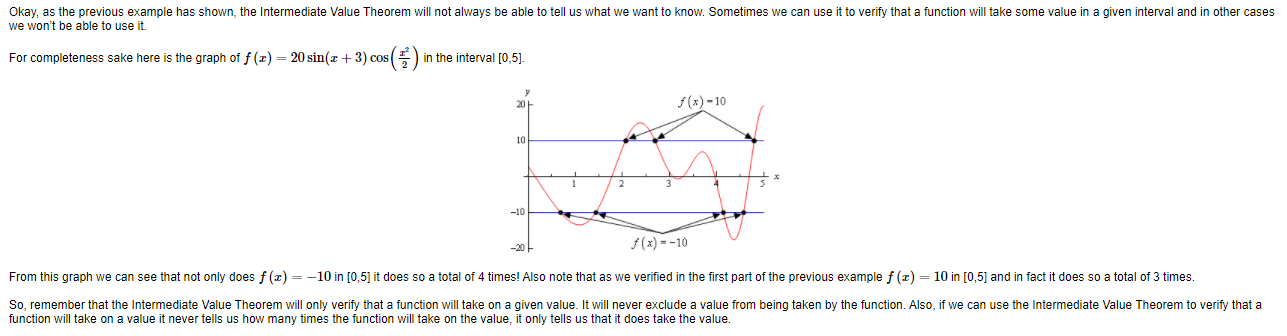 Okay, as the previous example has shown, the Intermediate Value Theorem will not always be able to tell us what we want to know. Sometimes we can use it to verify that a function will take some value in a given interval and in other cases
we won't be able to use it.
For completeness sake here is the graph of f (x) = 20 sin(x + 3) cos(x²/2) in the interval [0,5].
y
f (x) = 10
20
10
1 2 3 4 5 x
-10
-20
f (x) = -10
From this graph we can see that not only does f (x) = −10 in [0,5] it does so a total of 4 times! Also note that as we verified in the first part of the previous example f (x) = 10 in [0,5] and in fact it does so a total of 3 times.
So, remember that the Intermediate Value Theorem will only verify that a function will take on a given value. It will never exclude a value from being taken by the function. Also, if we can use the Intermediate Value Theorem to verify that a
function will take on a value it never tells us how many times the function will take on the value, it only tells us that it does take the value.